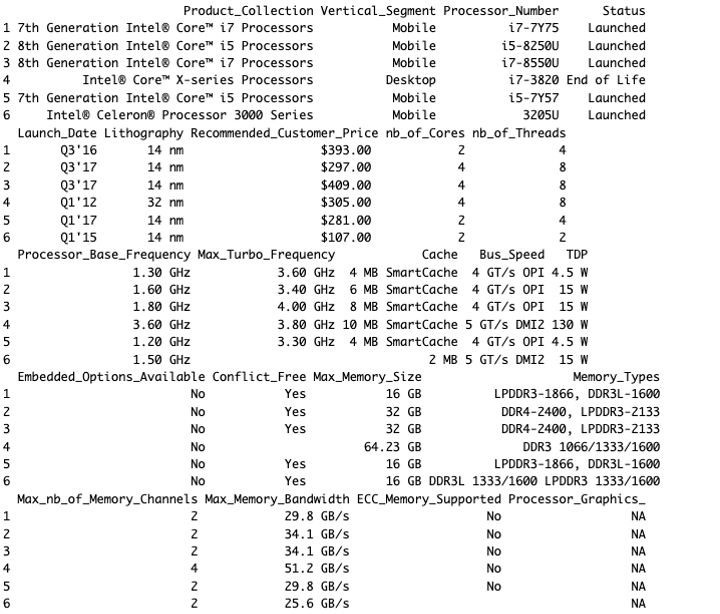 Product_Collection Vertical_Segment Processor_Number Status
1 7th Generation Intel® Core™ i7 Processors Mobile i7-7Y75 Launched
2 8th Generation Intel® Core™ i5 Processors Mobile i5-8250U Launched
3 8th Generation Intel® Core™ i7 Processors Mobile i7-8550U Launched
4 Intel® Core™ X-series Processors Desktop i7-3820 End of Life
5 7th Generation Intel® Core™ i5 Processors Mobile i5-7Y57 Launched
6 Intel® Celeron® Processor 3000 Series Mobile 3205U Launched
Launch_Date Lithography Recommended_Customer_Price nb_of_Cores nb_of_Threads
1 Q3'16 14 nm $393.00 2 4
2 Q3'17 14 nm $297.00 4 8
3 Q3'17 14 nm $409.00 4 8
4 Q1'12 32 nm $305.00 4 8
5 Q1'17 14 nm $281.00 2 4
6 Q1'15 14 nm $107.00 2 2
Processor_Base_Frequency Max_Turbo_Frequency Cache Bus_Speed TDP
1 1.30 GHz 3.60 GHz 4 MB SmartCache 4 GT/s OPI 4.5 W
2 1.60 GHz 3.40 GHz 6 MB SmartCache 4 GT/s OPI 15 W
3 1.80 GHz 4.00 GHz 8 MB SmartCache 4 GT/s OPI 15 W
4 3.60 GHz 3.80 GHz 10 MB SmartCache 5 GT/s DMI2 130 W
5 1.20 GHz 3.30 GHz 4 MB SmartCache 4 GT/s OPI 4.5 W
6 1.50 GHz 2 MB 5 GT/s DMI2 15 W
Embedded_Options_Available Conflict_Free Max_Memory_Size Memory_Types
1 No Yes 16 GB LPDDR3-1866, DDR3L-1600
2 No Yes 32 GB DDR4-2400, LPDDR3-2133
3 No Yes 32 GB DDR4-2400, LPDDR3-2133
4 No 64.23 GB DDR3 1066/1333/1600
5 No Yes 16 GB LPDDR3-1866, DDR3L-1600
6 No Yes 16 GB DDR3L 1333/1600 LPDDR3 1333/1600
Max_nb_of_Memory_Channels Max_Memory_Bandwidth ECC_Memory_Supported Processor_Graphics_
1 2 29.8 GB/s No NA
2 2 34.1 GB/s No NA
3 2 34.1 GB/s No NA
4 4 51.2 GB/s No NA
5 2 29.8 GB/s No NA
6 2 25.6 GB/s NA